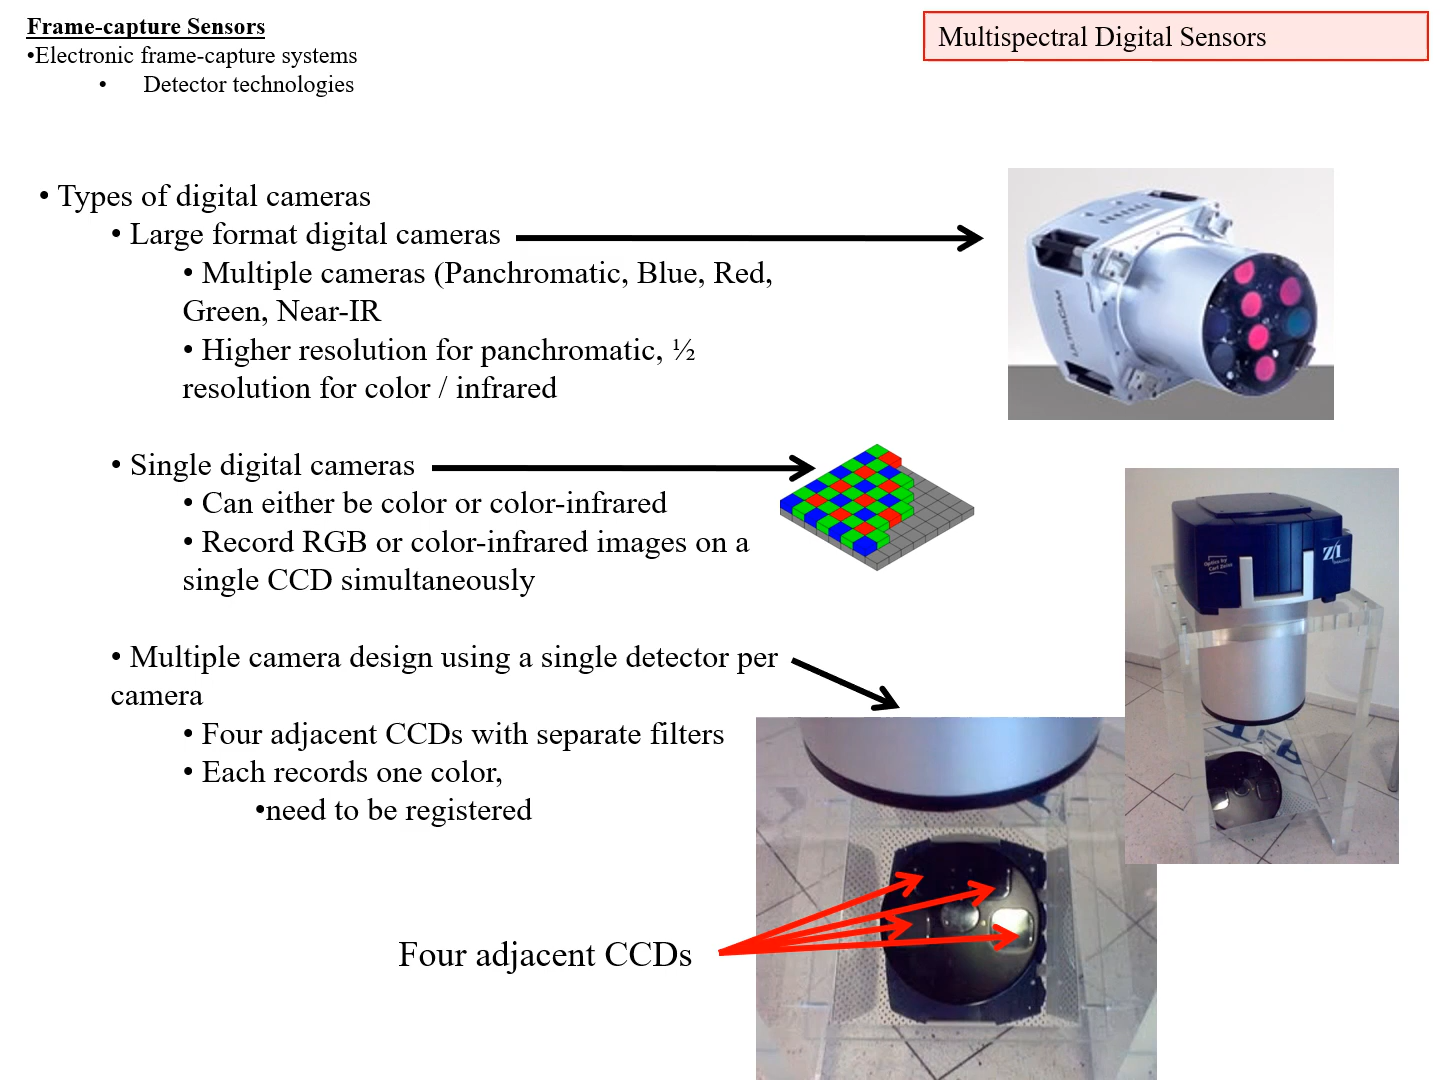 Frame-capture Sensors
•Electronic frame-capture systems
• Detector technologies
Multispectral Digital Sensors
• Types of digital cameras
• Large format digital cameras
• Multiple cameras (Panchromatic, Blue, Red,
Green, Near-IR
• Higher resolution for panchromatic, ½
resolution for color / infrared
ULTRACAM
• Single digital cameras
• Can either be color or color-infrared
• Record RGB or color-infrared images on a
single CCD simultaneously
Optics by
Carl Zeiss
Z/I
• Multiple camera design using a single detector per
camera
• Four adjacent CCDs with separate filters
• Each records one color,
•need to be registered
Four adjacent CCDs